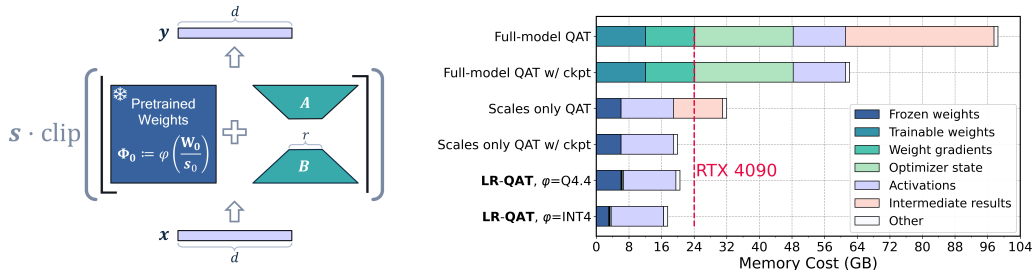 d
y
s · clip
Pretrained
Weights
Φ₀ ≔ φ(W₀/s₀)
A
r
B
x
d
Full-model QAT
Full-model QAT w/ ckpt
Scales only QAT
Scales only QAT w/ ckpt
LR-QAT, φ=Q4.4
LR-QAT, φ=INT4
RTX 4090
Frozen weights
Trainable weights
Weight gradients
Optimizer state
Activations
Intermediate results
Other
0 8 16 24 32 40 48 56 64 72 80 88 96 104
Memory Cost (GB)